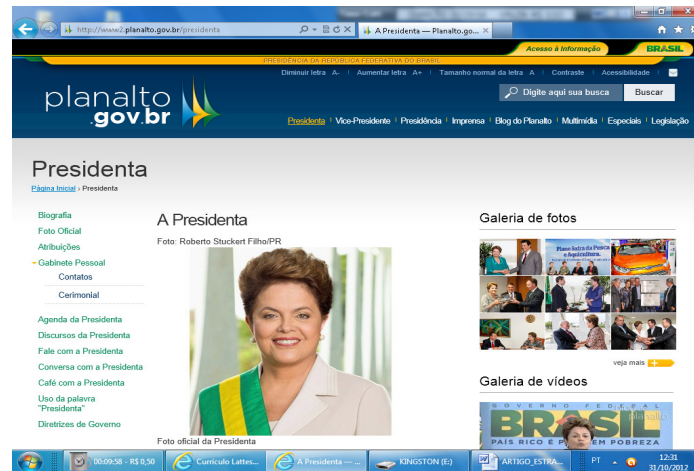 http://www2.planalto.gov.br/presidenta
A Presidenta — Planalto.go...
Acesso à Informação
BRASIL
PRESIDÊNCIA DA REPÚBLICA FEDERATIVA DO BRASIL
Diminuir letra A- | Aumentar letra A+ | Tamanho normal da letra A | Contraste | Acessibilidade
planalto
.gov.br
Digite aqui sua busca
Buscar
Presidenta | Vice-Presidente | Presidência | Imprensa | Blog do Planalto | Multimídia | Especiais | Legislação
Presidenta
Página Inicial › Presidenta
Biografia
Foto Oficial
Atribuições
Gabinete Pessoal
Contatos
Cerimonial
Agenda da Presidenta
Discursos da Presidenta
Fale com a Presidenta
Conversa com a Presidenta
Café com a Presidenta
Uso da palavra
"Presidenta"
Diretrizes de Governo
A Presidenta
Foto: Roberto Stuckert Filho/PR
Foto oficial da Presidenta
Galeria de fotos
Plano Safra da Pesca
e Aquicultura.
veja mais
Galeria de vídeos
GOVERNO FEDERAL
BRASIL
planalto
PAÍS RICO É POBREZA
00:09:58 - R$ 0,50
Currículo Lattes...
A Presidenta — ...
KINGSTON (E:)
ARTIGO_ESTRA...
PT
12:31
31/10/2012